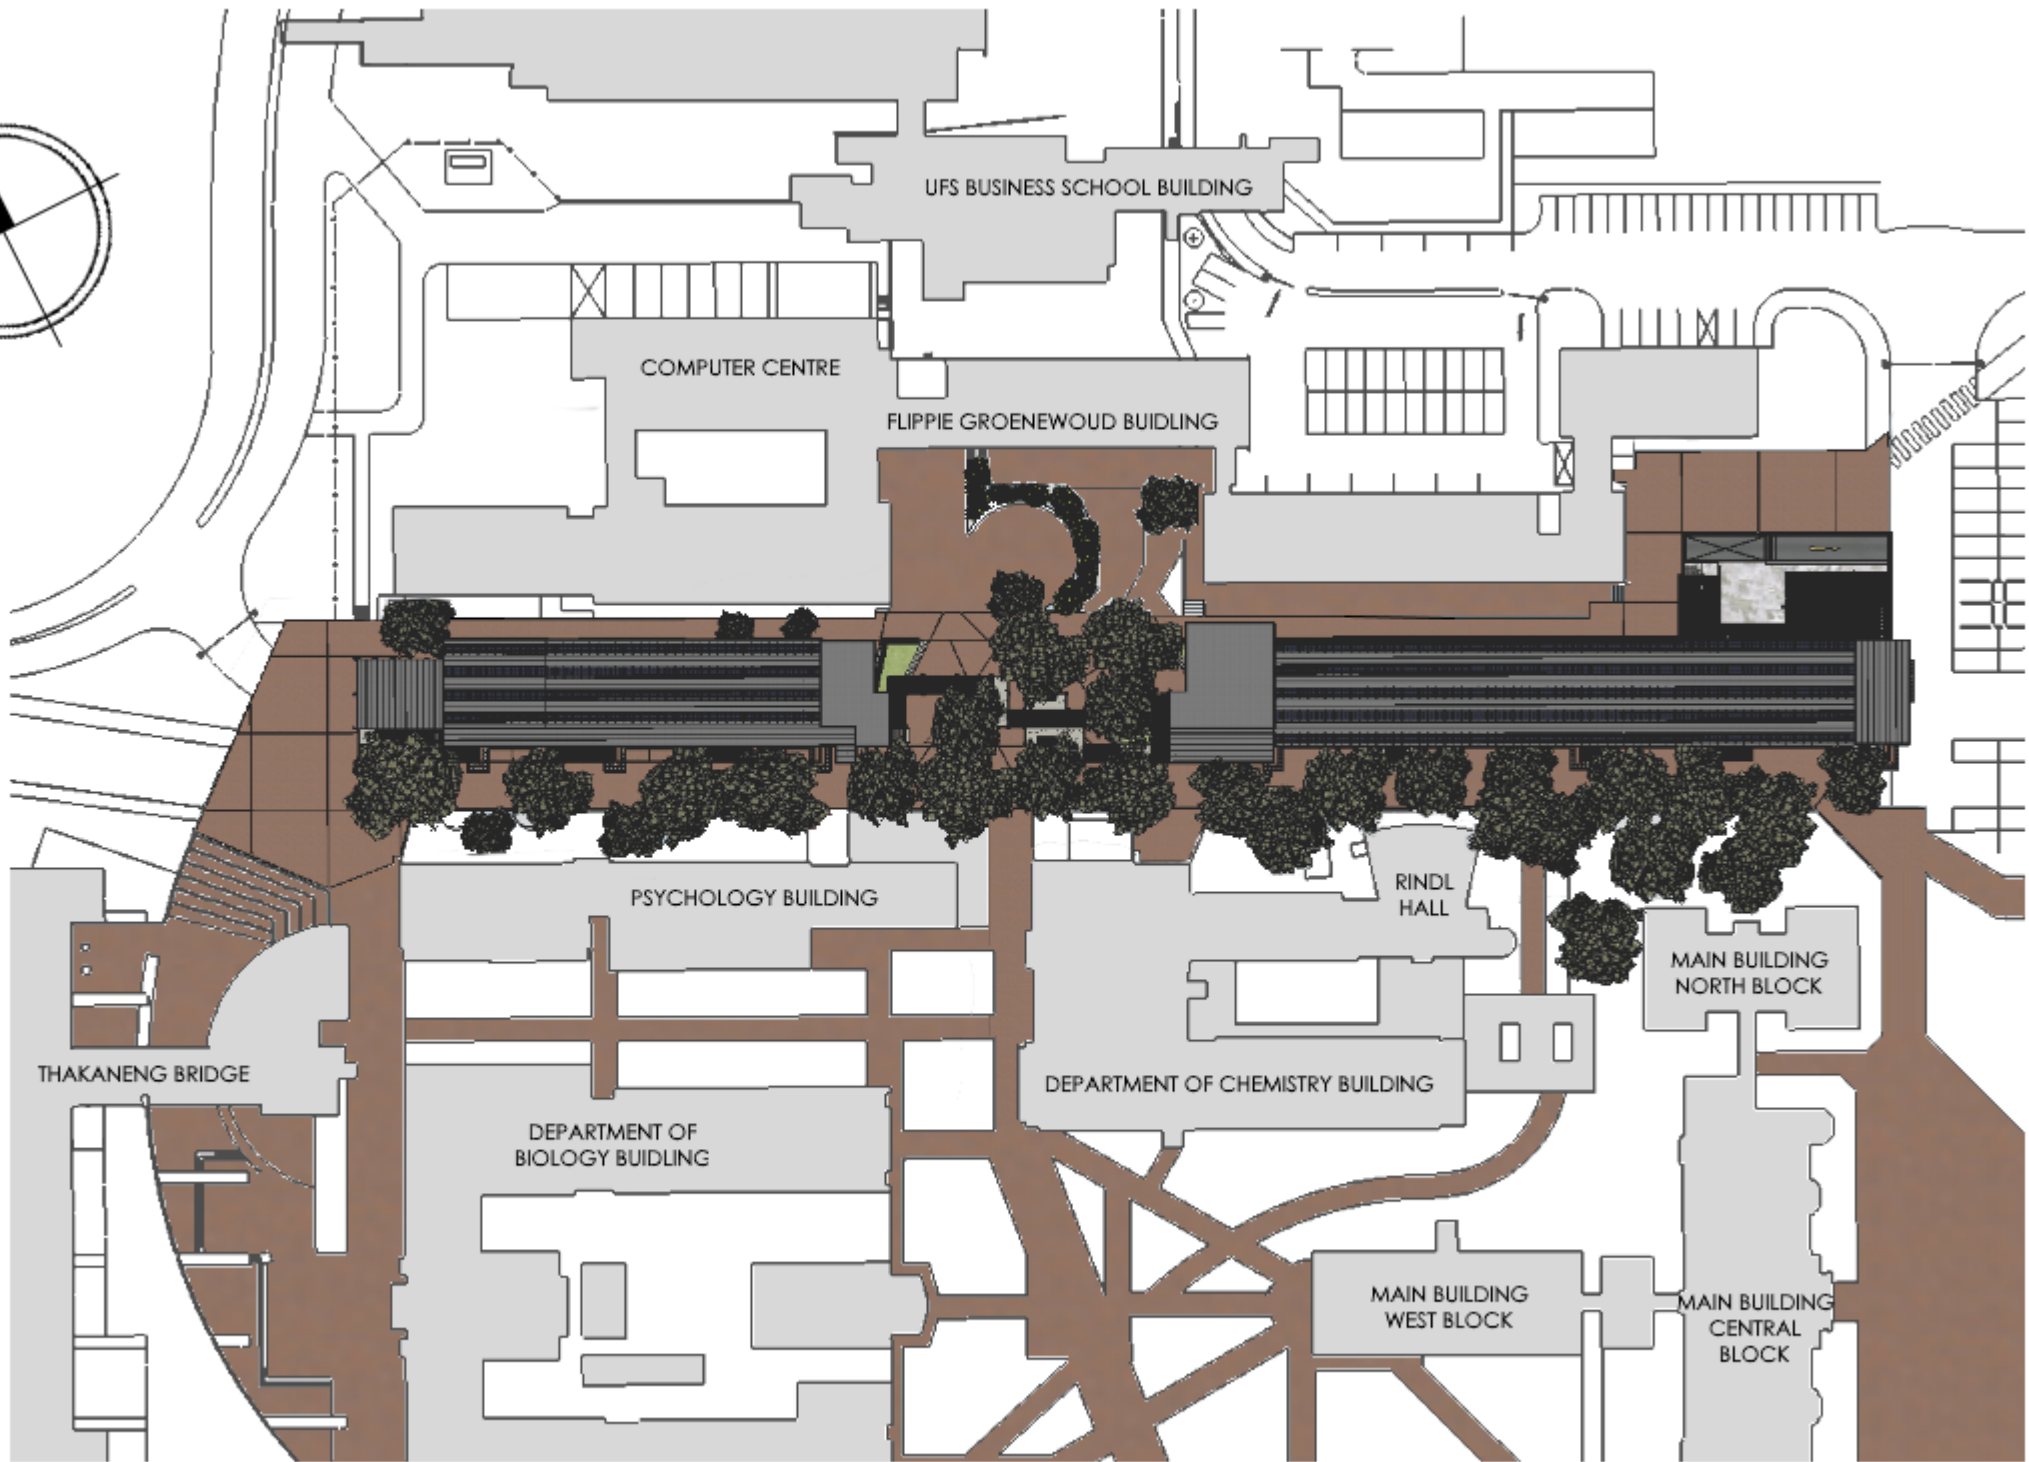 UFS BUSINESS SCHOOL BUILDING
COMPUTER CENTRE
FLIPPIE GROENEWOUD BUIDLING
PSYCHOLOGY BUILDING
RINDL
HALL
MAIN BUILDING
NORTH BLOCK
THAKANENG BRIDGE
DEPARTMENT OF CHEMISTRY BUILDING
DEPARTMENT OF
BIOLOGY BUIDLING
MAIN BUILDING
WEST BLOCK
MAIN BUILDING
CENTRAL
BLOCK